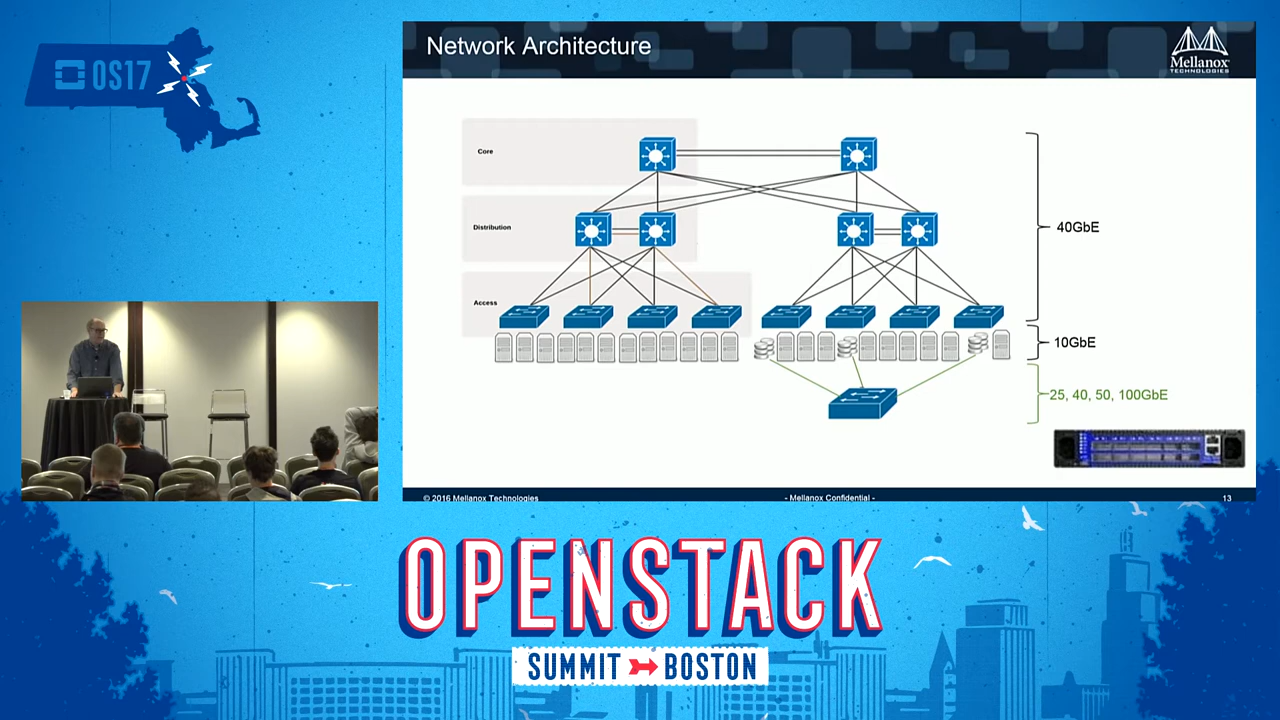 OS17
Network Architecture
Mellanox
TECHNOLOGIES
Core
Distribution
Access
40GbE
10GbE
25, 40, 50, 100GbE
© 2016 Mellanox Technologies
- Mellanox Confidential -
13
OPENSTACK
SUMMIT BOSTON